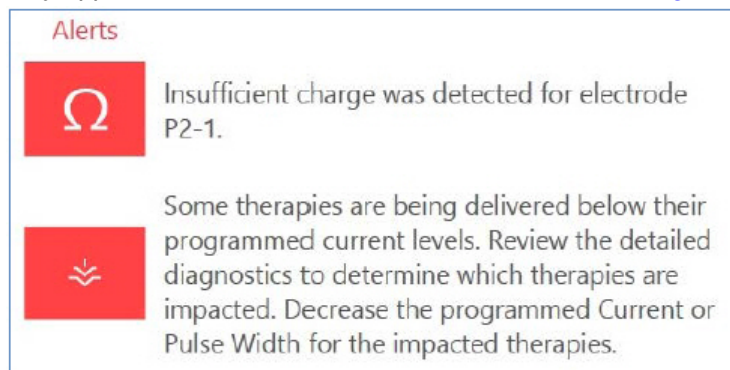 Alerts
Ω
Insufficient charge was detected for electrode
P2-1.
Some therapies are being delivered below their
programmed current levels. Review the detailed
diagnostics to determine which therapies are
impacted. Decrease the programmed Current or
Pulse Width for the impacted therapies.